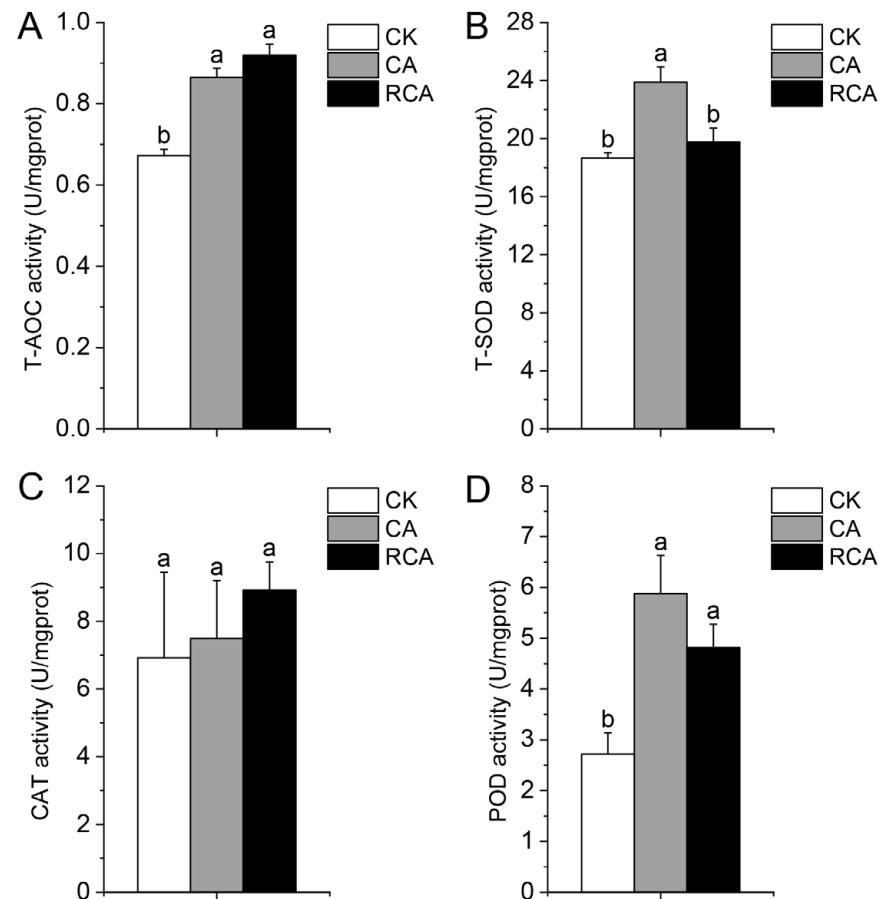 A
T-AOC activity (U/mgprot)
1.0
0.8
0.6
0.4
0.2
0.0
b
a
a
CK
CA
RCA
B
T-SOD activity (U/mgprot)
28
24
20
16
12
8
4
0
b
a
b
CK
CA
RCA
C
CAT activity (U/mgprot)
12
10
8
6
4
2
0
a
a
a
CK
CA
RCA
D
POD activity (U/mgprot)
8
7
6
5
4
3
2
1
0
b
a
a
CK
CA
RCA